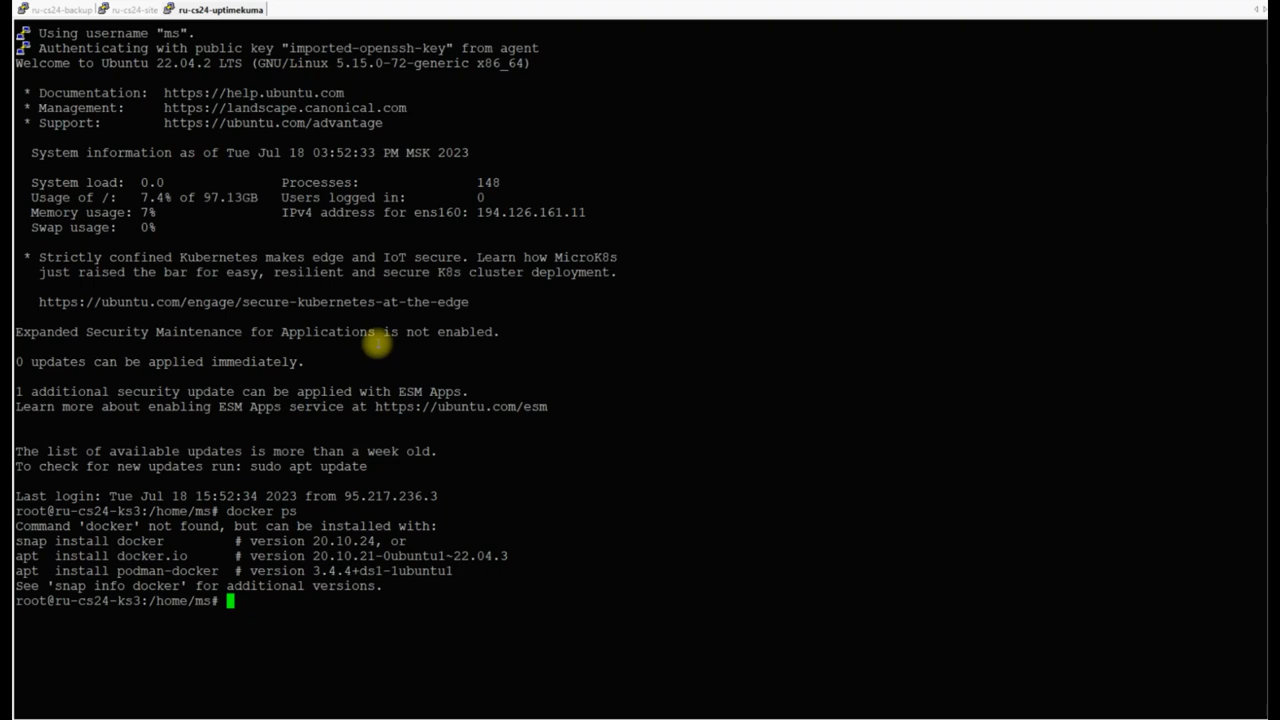 ru-cs24-backup ru-cs24-site ru-cs24-uptimekuma
Using username "ms".
Authenticating with public key "imported-openssh-key" from agent
Welcome to Ubuntu 22.04.2 LTS (GNU/Linux 5.15.0-72-generic x86_64)
* Documentation:  https://help.ubuntu.com
* Management:     https://landscape.canonical.com
* Support:        https://ubuntu.com/advantage
System information as of Tue Jul 18 03:52:33 PM MSK 2023
System load:  0.0               Processes:               148
Usage of /:   7.4% of 97.13GB   Users logged in:         0
Memory usage: 7%                IPv4 address for ens160: 194.126.161.11
Swap usage:   0%
* Strictly confined Kubernetes makes edge and IoT secure. Learn how MicroK8s
just raised the bar for easy, resilient and secure K8s cluster deployment.
https://ubuntu.com/engage/secure-kubernetes-at-the-edge
Expanded Security Maintenance for Applications is not enabled.
0 updates can be applied immediately.
1 additional security update can be applied with ESM Apps.
Learn more about enabling ESM Apps service at https://ubuntu.com/esm
The list of available updates is more than a week old.
To check for new updates run: sudo apt update
Last login: Tue Jul 18 15:52:34 2023 from 95.217.236.3
root@ru-cs24-ks3:/home/ms# docker ps
Command 'docker' not found, but can be installed with:
snap install docker         # version 20.10.24, or
apt  install docker.io      # version 20.10.21-0ubuntu1~22.04.3
apt  install podman-docker  # version 3.4.4+ds1-1ubuntu1
See 'snap info docker' for additional versions.
root@ru-cs24-ks3:/home/ms#